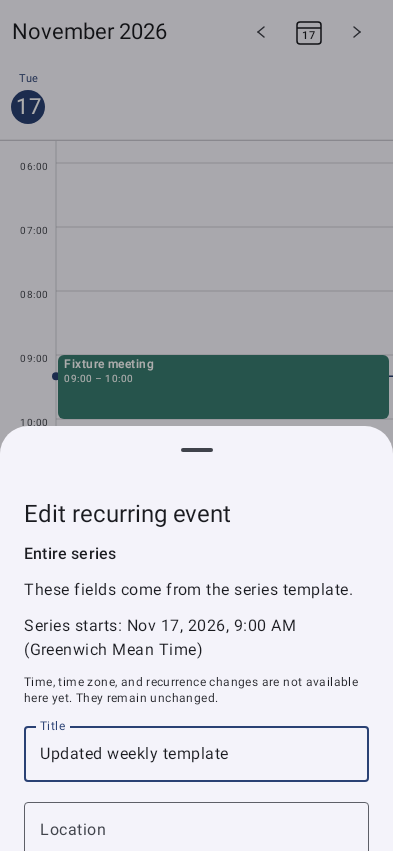 November 2026
17
Tue
17
06:00
07:00
08:00
09:00
Fixture meeting
09:00 – 10:00
10:00
Edit recurring event
Entire series
These fields come from the series template.
Series starts: Nov 17, 2026, 9:00 AM
(Greenwich Mean Time)
Time, time zone, and recurrence changes are not available
here yet. They remain unchanged.
Title
Updated weekly template
Location